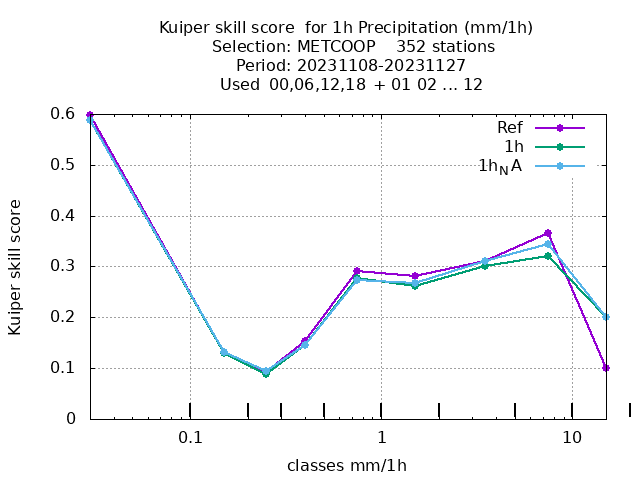 Kuiper skill score  for 1h Precipitation (mm/1h)
Selection: METCOOP    352 stations
Period: 20231108-20231127
Used  00,06,12,18  + 01 02 ... 12
Ref
1h
1h_NA
0.6
0.5
0.4
0.3
0.2
0.1
0
Kuiper skill score
0.1 1 10
classes mm/1h